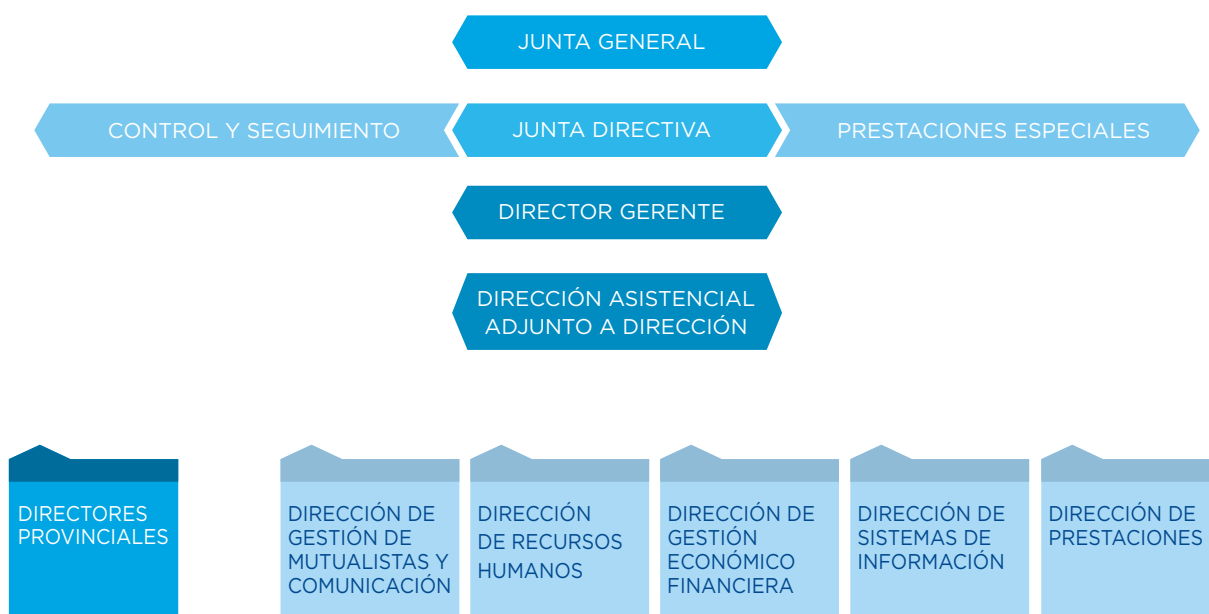 JUNTA GENERAL
CONTROL Y SEGUIMIENTO
JUNTA DIRECTIVA
PRESTACIONES ESPECIALES
DIRECTOR GERENTE
DIRECCIÓN ASISTENCIAL
ADJUNTO A DIRECCIÓN
DIRECTORES
PROVINCIALES
DIRECCIÓN DE
GESTIÓN DE
MUTUALISTAS Y
COMUNICACIÓN
DIRECCIÓN
DE RECURSOS
HUMANOS
DIRECCIÓN DE
GESTIÓN
ECONÓMICO
FINANCIERA
DIRECCIÓN DE
SISTEMAS DE
INFORMACIÓN
DIRECCIÓN DE
PRESTACIONES